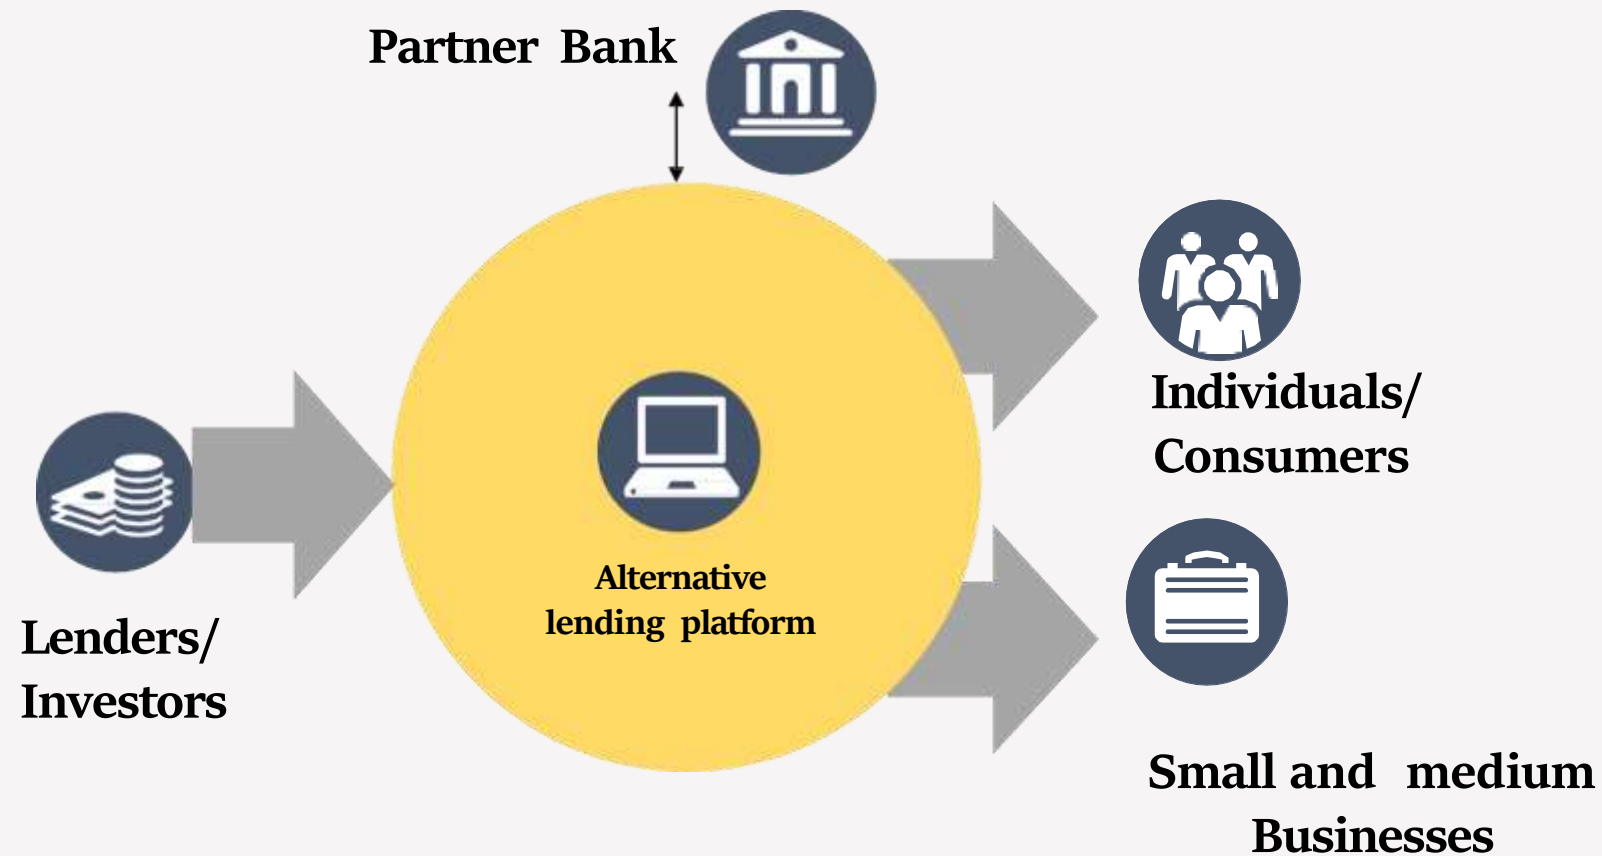 Partner Bank
Individuals/
Consumers
Alternative
lending platform
Lenders/
Investors
Small and medium
Businesses